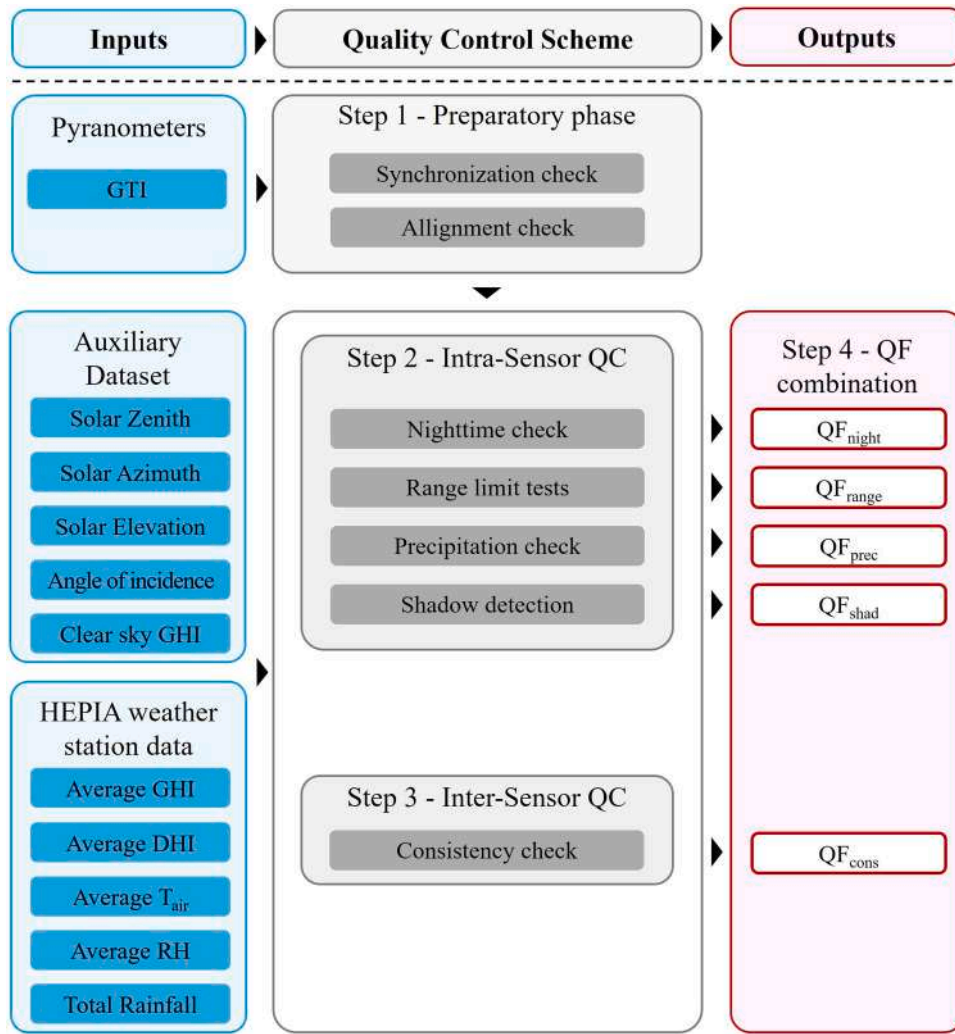 Inputs
Quality Control Scheme
Outputs
Pyranometers
GTI
Step 1 - Preparatory phase
Synchronization check
Allignment check
Auxiliary
Dataset
Solar Zenith
Solar Azimuth
Solar Elevation
Angle of incidence
Clear sky GHI
HEPIA weather
station data
Average GHI
Average DHI
Average Tair
Average RH
Total Rainfall
Step 2 - Intra-Sensor QC
Nighttime check
Range limit tests
Precipitation check
Shadow detection
Step 3 - Inter-Sensor QC
Consistency check
Step 4 - QF
combination
QFnight
QFrange
QFprec
QFshad
QFcons